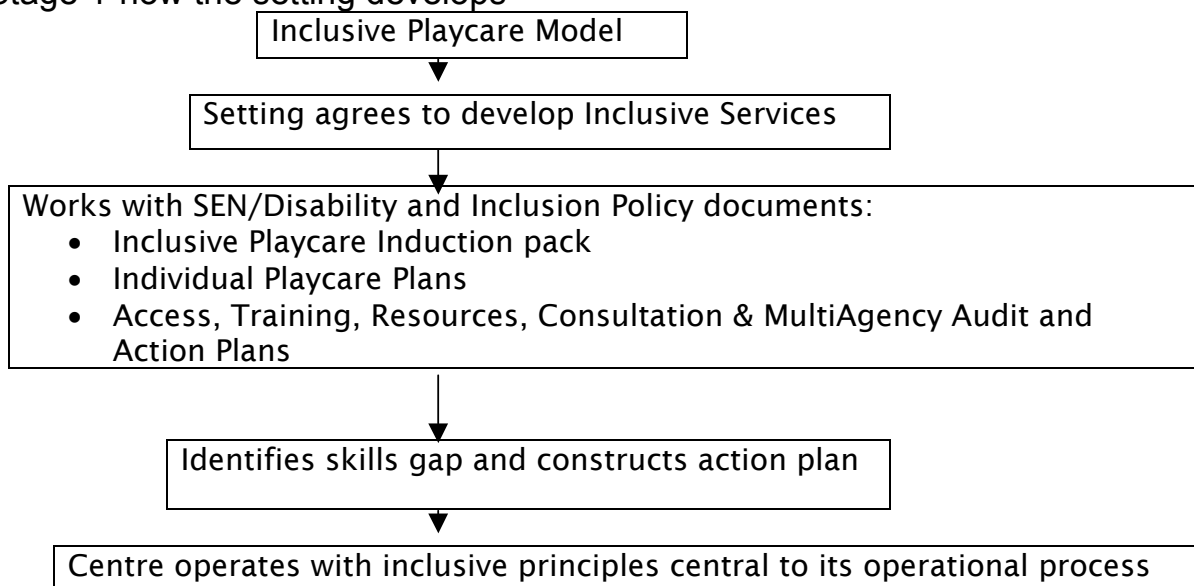 Stage 1 how the setting develops
Inclusive Playcare Model
Setting agrees to develop Inclusive Services
Works with SEN/Disability and Inclusion Policy documents:
• Inclusive Playcare Induction pack
• Individual Playcare Plans
• Access, Training, Resources, Consultation & MultiAgency Audit and
Action Plans
Identifies skills gap and constructs action plan
Centre operates with inclusive principles central to its operational process